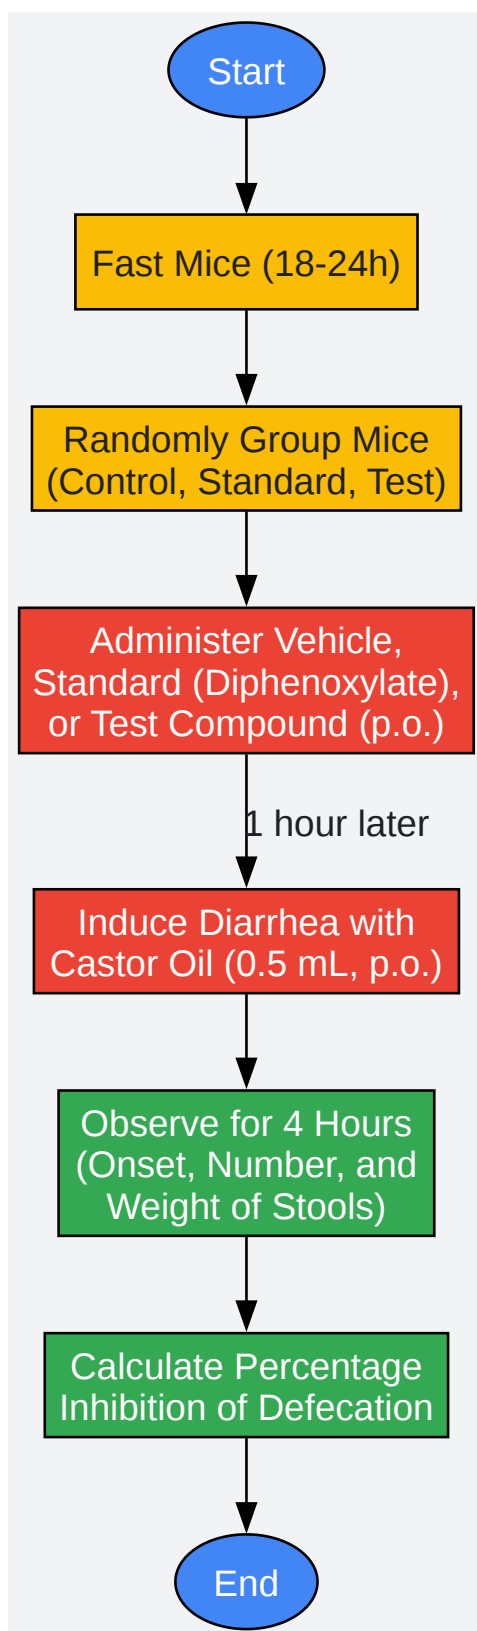 Start
Fast Mice (18-24h)
Randomly Group Mice
(Control, Standard, Test)
Administer Vehicle,
Standard (Diphenoxylate),
or Test Compound (p.o.)
1 hour later
Induce Diarrhea with
Castor Oil (0.5 mL, p.o.)
Observe for 4 Hours
(Onset, Number, and
Weight of Stools)
Calculate Percentage
Inhibition of Defecation
End